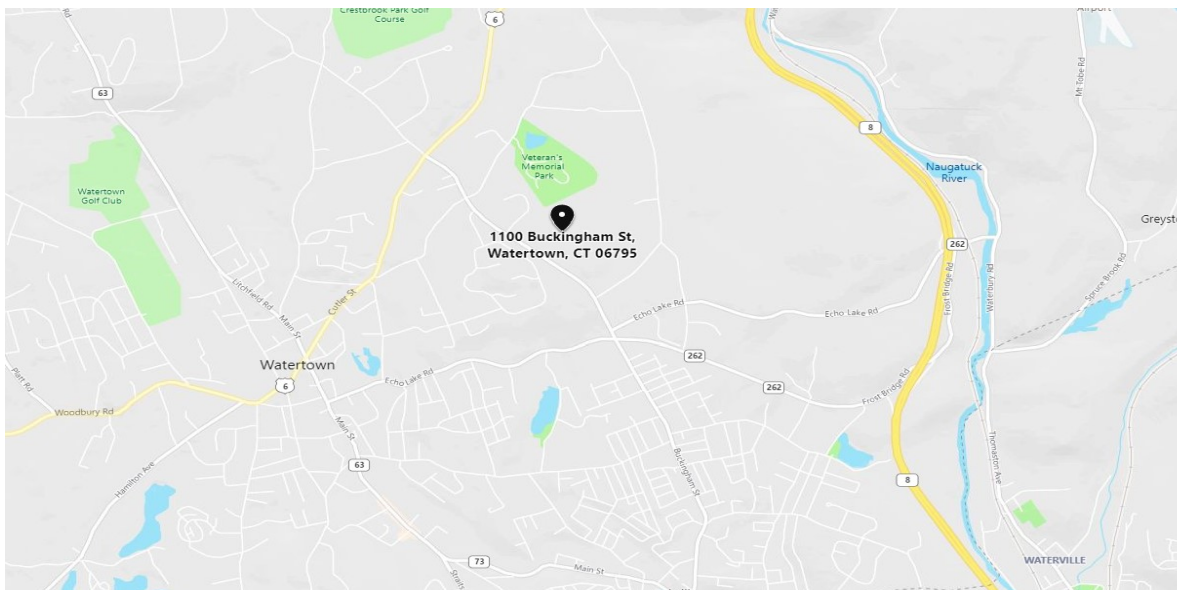 Crestbrook Park Golf
Course
6
Airport
63
Mt Tobe Rd
8
Veteran's
Memorial
Park
Naugatuck
River
Watertown
Golf Club
1100 Buckingham St,
Watertown, CT 06795
Greysto
262
Litchfield Rd
Main St
Cutler St
Echo Lake Rd
Echo Lake Rd
Frost Bridge Rd
Waterbury Rd
Spruce Brook Rd
Watertown
262
Platt Rd
6
Echo Lake Rd
262
Frost Bridge Rd
Woodbury Rd
Main St
Thomaston Ave
Hamilton Ave
63
Buckingham St
8
73
Main St
Straits
WATERVILLE